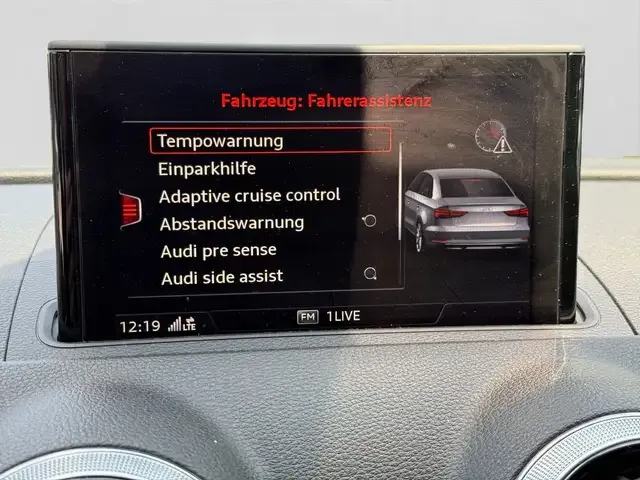 Fahrzeug: Fahrerassistenz
Tempowarnung
Einparkhilfe
Adaptive cruise control
Abstandswarnung
Audi pre sense
Audi side assist
12:19 LTE FM 1LIVE